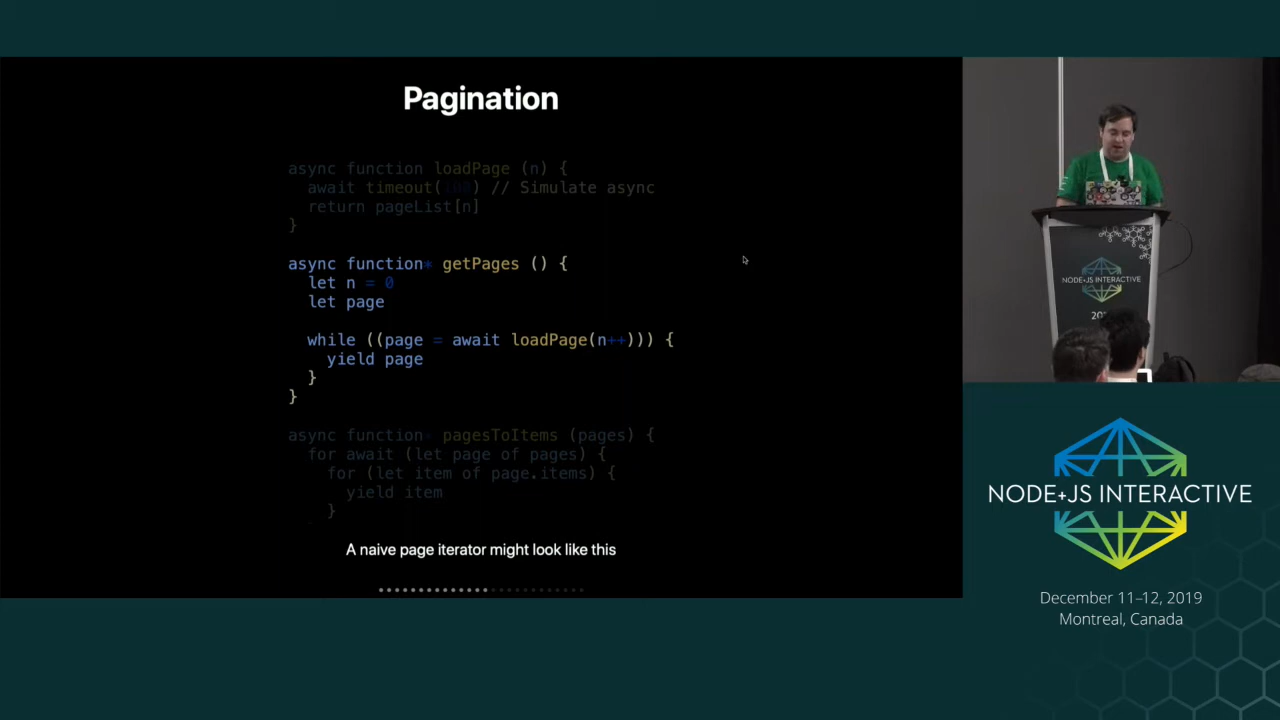 Pagination
async function loadPage (n) {
await timeout(100) // Simulate async
return pageList[n]
}
async function* getPages () {
let n = 0
let page
while ((page = await loadPage(n++))) {
yield page
}
}
async function* pagesToItems (pages) {
for await (let page of pages) {
for (let item of page.items) {
yield item
}
A naive page iterator might look like this
NODE+JS INTERACTIVE
NODE+JS INTERACTIVE
December 11–12, 2019
Montreal, Canada